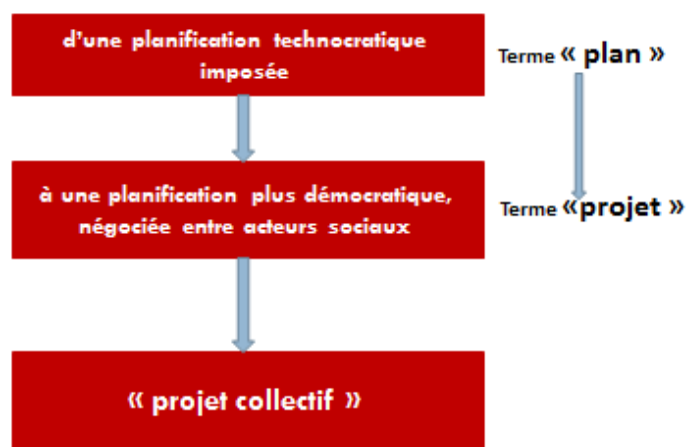 d'une planification technocratique
imposée
Terme « plan »
à une planification plus démocratique,
négociée entre acteurs sociaux
Terme «projet »
« projet collectif »